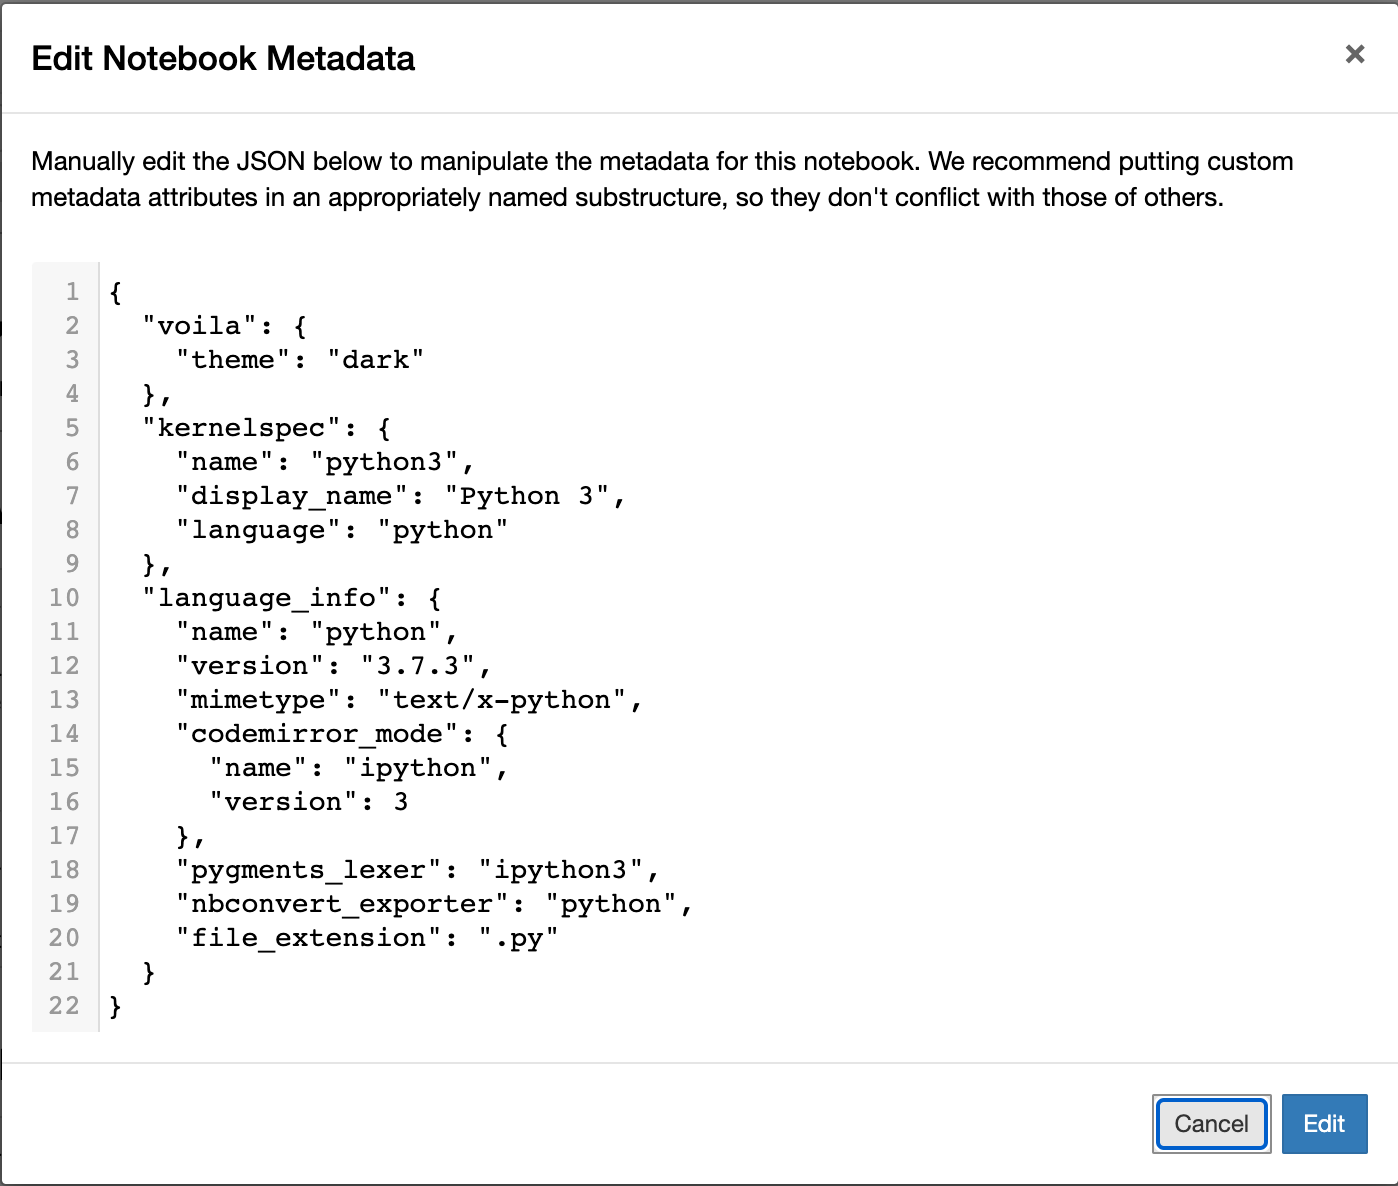 Edit Notebook Metadata
×
Manually edit the JSON below to manipulate the metadata for this notebook. We recommend putting custom
metadata attributes in an appropriately named substructure, so they don't conflict with those of others.
1 {
2   "voila": {
3     "theme": "dark"
4   },
5   "kernelspec": {
6     "name": "python3",
7     "display_name": "Python 3",
8     "language": "python"
9   },
10   "language_info": {
11     "name": "python",
12     "version": "3.7.3",
13     "mimetype": "text/x-python",
14     "codemirror_mode": {
15       "name": "ipython",
16       "version": 3
17     },
18     "pygments_lexer": "ipython3",
19     "nbconvert_exporter": "python",
20     "file_extension": ".py"
21   }
22 }
Cancel Edit